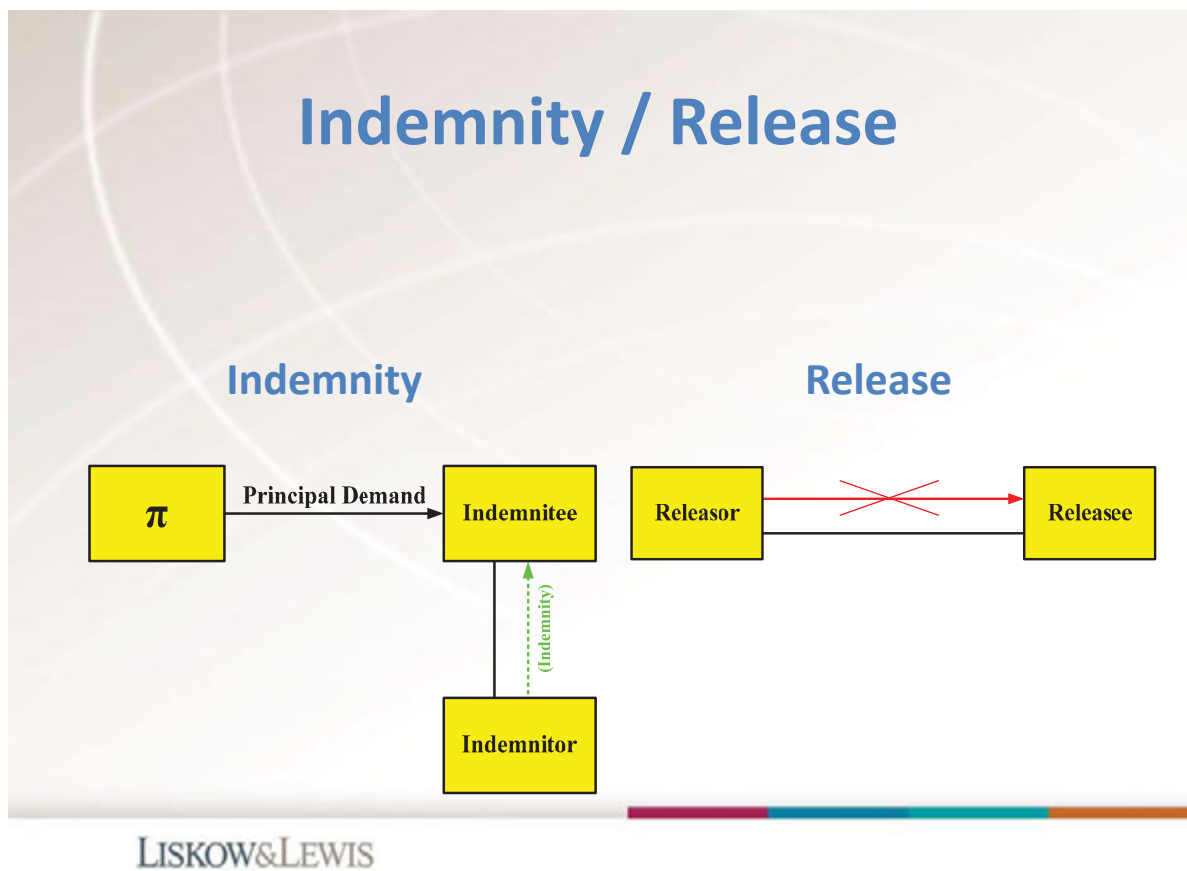 Indemnity / Release
Indemnity
Release
π
Principal Demand
Indemnitee
Releasor
Releasee
(Indemnity)
Indemnitor
LISKOW&LEWIS